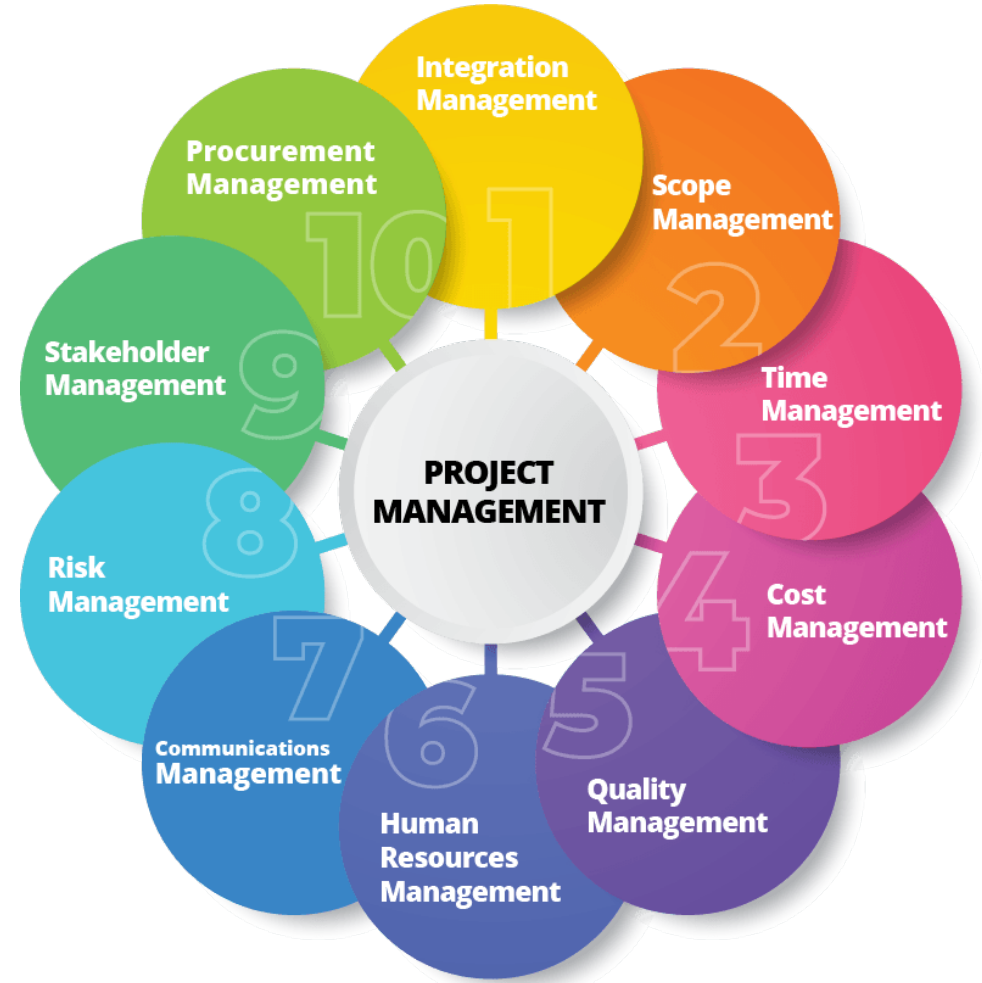 Integration
Management
1
Scope
Management
2
Time
Management
3
Cost
Management
4
Quality
Management
5
Human
Resources
Management
6
Communications
Management
7
Risk
Management
8
Stakeholder
Management
9
Procurement
Management
10
PROJECT
MANAGEMENT